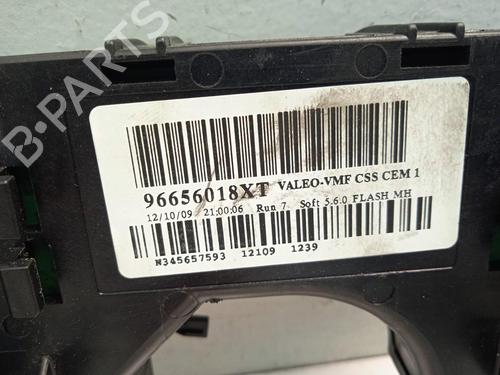 B-PARTS
96656018XT VALEO-VMF CSS CEM 1
12/10/09 21:00:06 Run 7 Soft 5.6.0 FLASH MH
N345657593 12109 1239